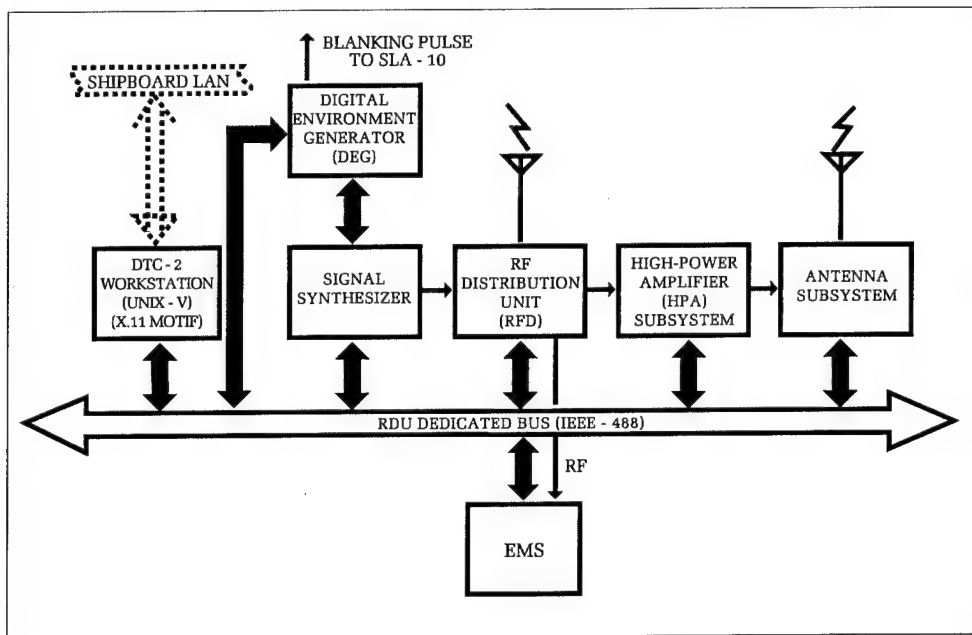 BLANKING PULSE
TO SLA - 10
SHIPBOARD LAN
DIGITAL
ENVIRONMENT
GENERATOR
(DEG)
DTC - 2
WORKSTATION
(UNIX - V)
(X.11 MOTIF)
SIGNAL
SYNTHESIZER
RF
DISTRIBUTION
UNIT
(RFD)
HIGH-POWER
AMPLIFIER
(HPA)
SUBSYSTEM
ANTENNA
SUBSYSTEM
RDU DEDICATED BUS (IEEE - 488)
RF
EMS